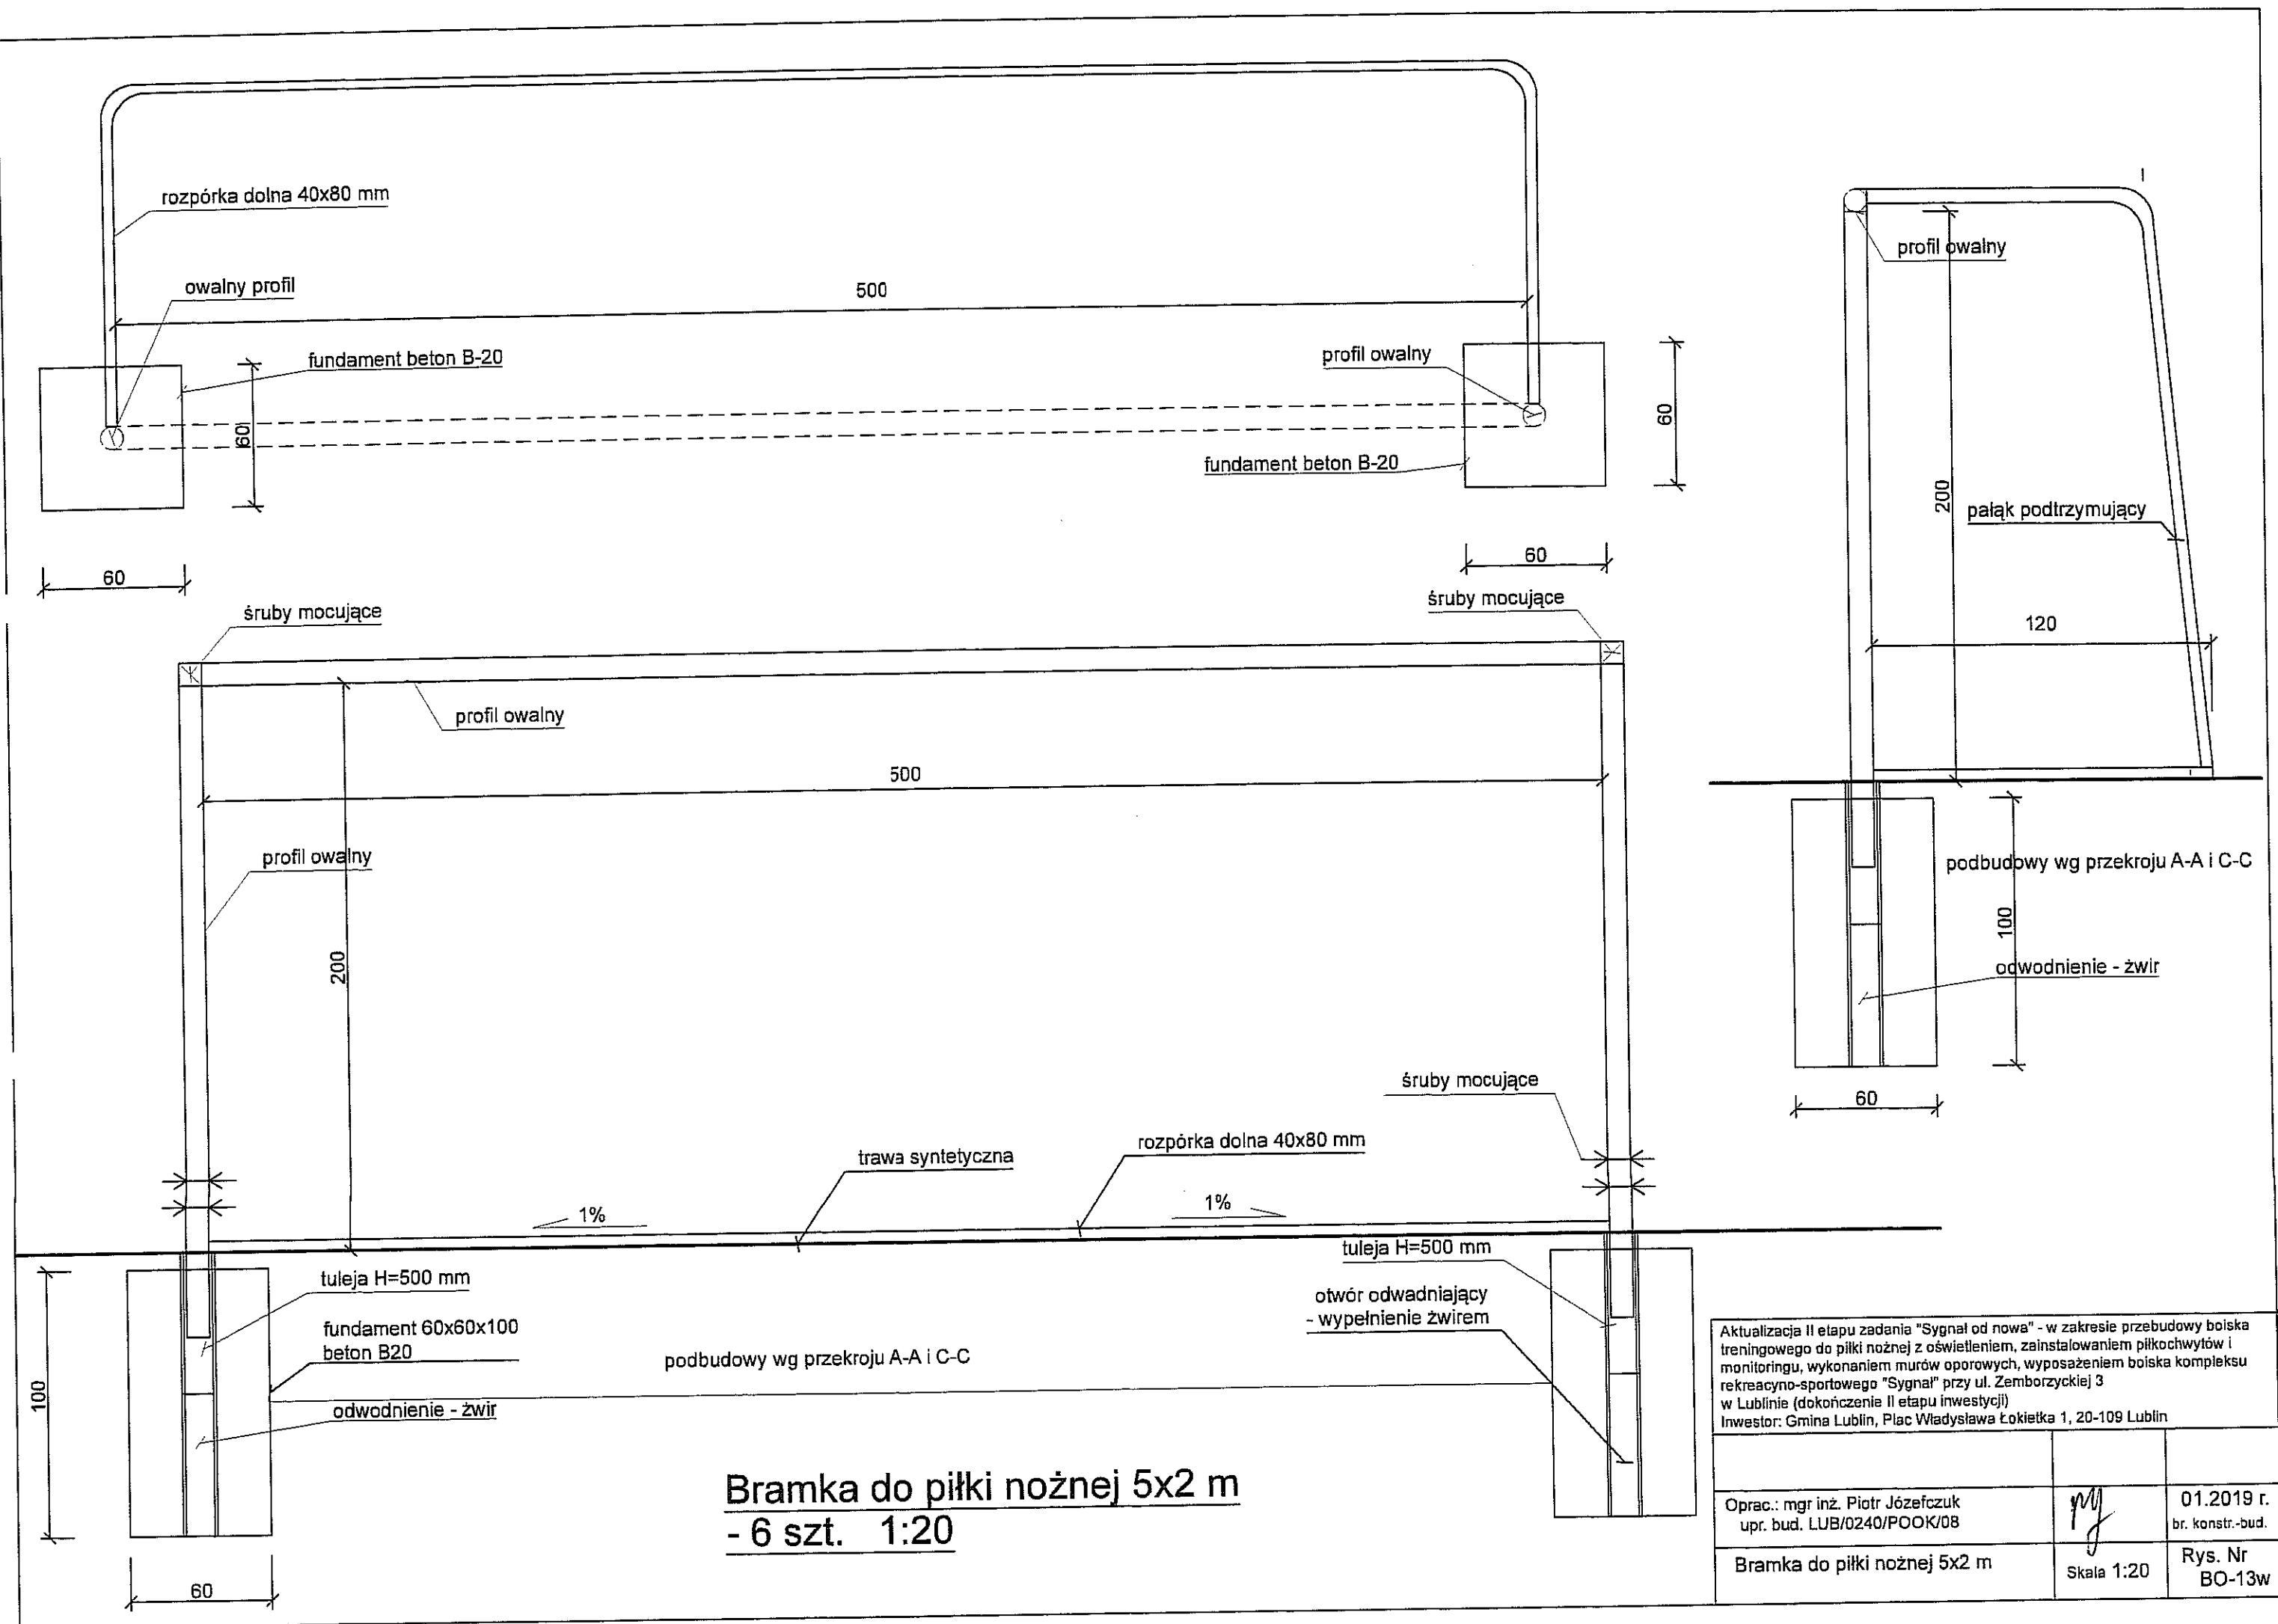 rozpórka dolna 40x80 mm
owalny profil
500
fundament beton B-20
profil owalny
60
60
fundament beton B-20
60
60
profil owalny
200
pałąk podtrzymujący
120
śruby mocujące
śruby mocujące
profil owalny
500
profil owalny
200
podbudowy wg przekroju A-A i C-C
100
odwodnienie - żwir
60
śruby mocujące
rozpórka dolna 40x80 mm
trawa syntetyczna
1%
1%
tuleja H=500 mm
tuleja H=500 mm
otwór odwadniający
- wypełnienie żwirem
fundament 60x60x100
beton B20
podbudowy wg przekroju A-A i C-C
100
odwodnienie - żwir
60
Bramka do piłki nożnej 5x2 m
- 6 szt. 1:20
Aktualizacja II etapu zadania "Sygnał od nowa" - w zakresie przebudowy boiska
treningowego do piłki nożnej z oświetleniem, zainstalowaniem piłkochwytów i
monitoringu, wykonaniem murów oporowych, wyposażeniem boiska kompleksu
rekreacyno-sportowego "Sygnał" przy ul. Zemborzyckiej 3
w Lublinie (dokończenie II etapu inwestycji)
Inwestor: Gmina Lublin, Plac Władysława Łokietka 1, 20-109 Lublin
Oprac.: mgr inż. Piotr Józefczuk
upr. bud. LUB/0240/POOK/08
01.2019 r.
br. konstr.-bud.
Bramka do piłki nożnej 5x2 m
Skala 1:20
Rys. Nr
BO-13w